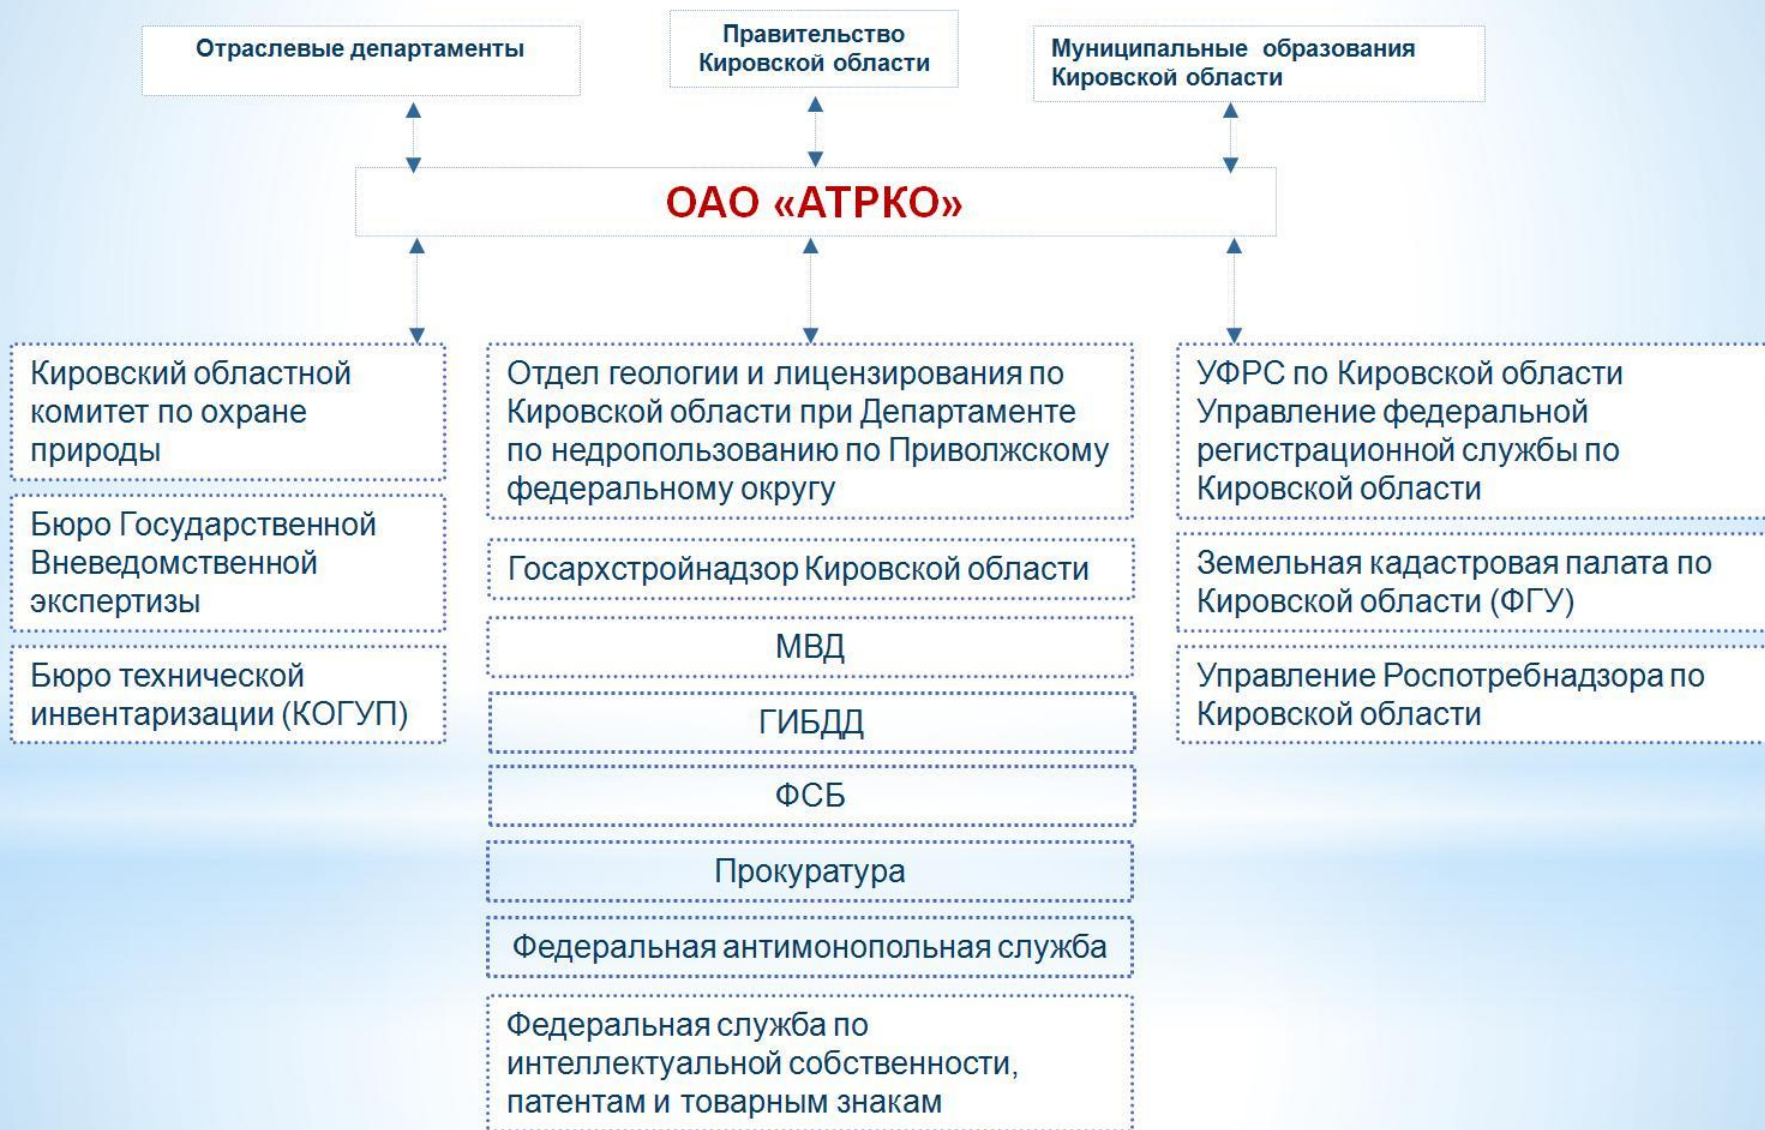 Отраслевые департаменты
Правительство
Кировской области
Муниципальные образования
Кировской области
ОАО «АТРКО»
Кировский областной
комитет по охране
природы
Бюро Государственной
Вневедомственной
экспертизы
Бюро технической
инвентаризации (КОГУП)
Отдел геологии и лицензирования по
Кировской области при Департаменте
по недропользованию по Приволжскому
федеральному округу
Госархстройнадзор Кировской области
МВД
ГИБДД
ФСБ
Прокуратура
Федеральная антимонопольная служба
Федеральная служба по
интеллектуальной собственности,
патентам и товарным знакам
УФРС по Кировской области
Управление федеральной
регистрационной службы по
Кировской области
Земельная кадастровая палата по
Кировской области (ФГУ)
Управление Роспотребнадзора по
Кировской области